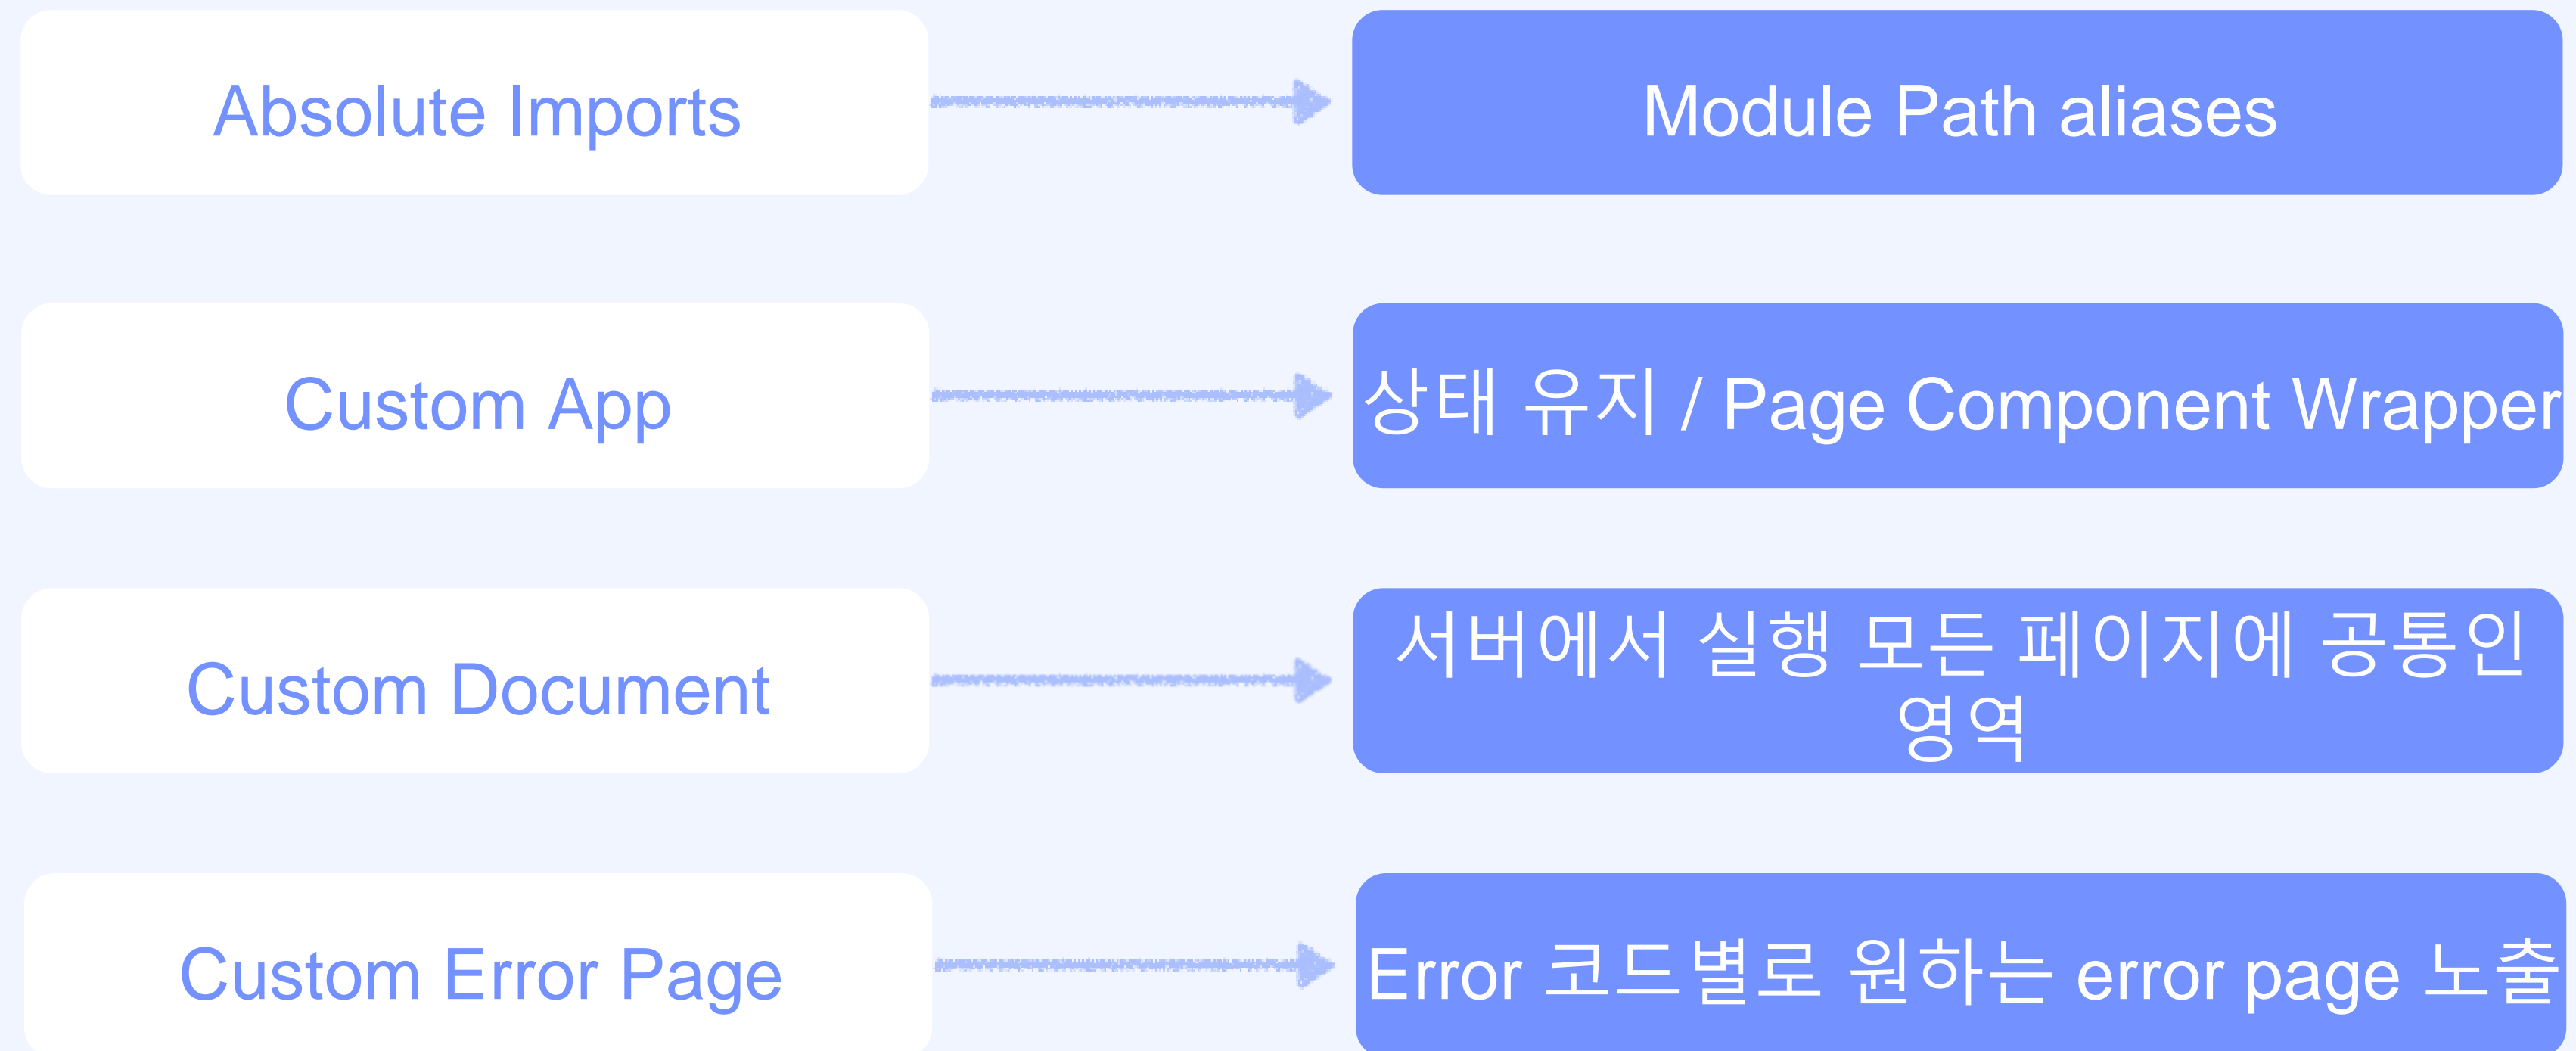 Absolute Imports
Module Path aliases
Custom App
상태 유지 / Page Component Wrapper
Custom Document
서버에서 실행 모든 페이지에 공통인
영역
Custom Error Page
Error 코드별로 원하는 error page 노출